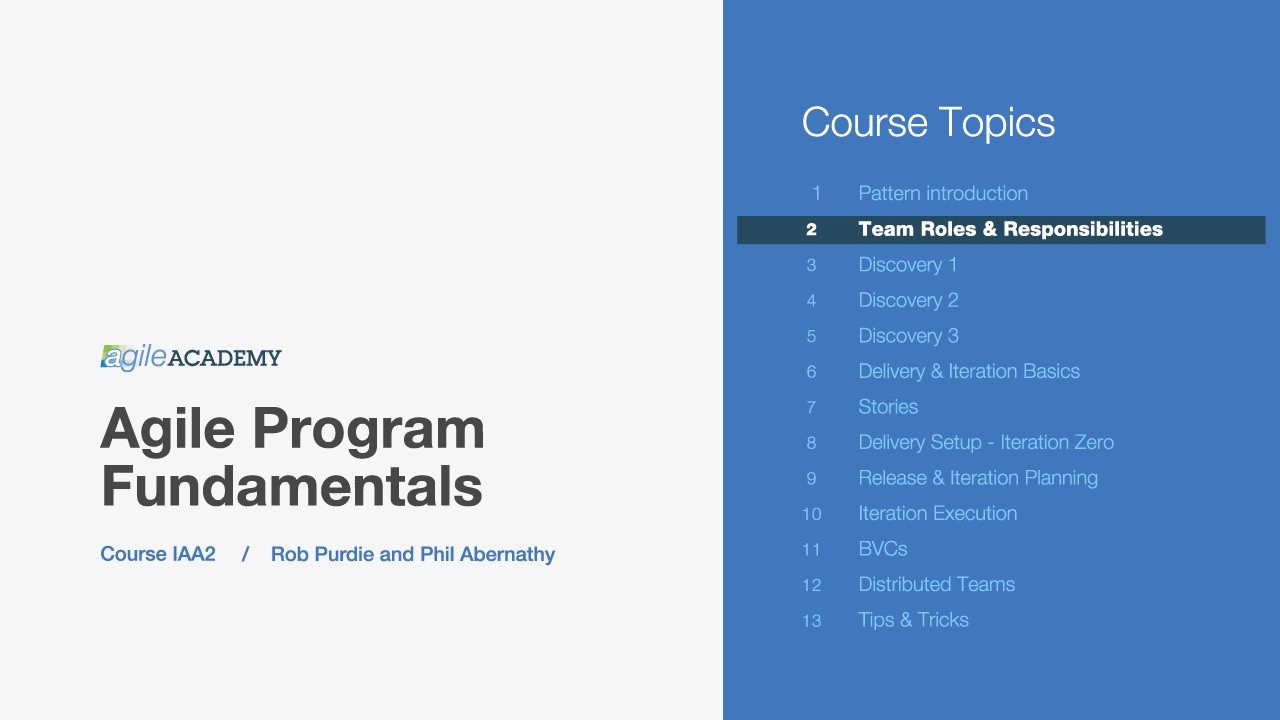 agileACADEMY
Agile Program
Fundamentals
Course IAA2 / Rob Purdie and Phil Abernathy
Course Topics
1 Pattern introduction
2 Team Roles & Responsibilities
3 Discovery 1
4 Discovery 2
5 Discovery 3
6 Delivery & Iteration Basics
7 Stories
8 Delivery Setup - Iteration Zero
9 Release & Iteration Planning
10 Iteration Execution
11 BVCs
12 Distributed Teams
13 Tips & Tricks